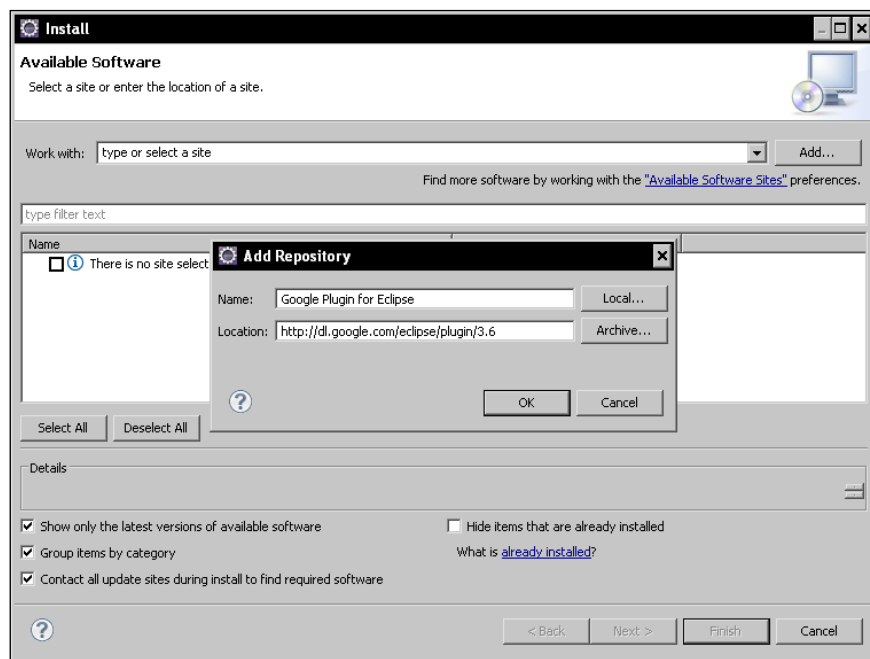 Install
Available Software
Select a site or enter the location of a site.
Work with: type or select a site Add...
Find more software by working with the "Available Software Sites" preferences.
type filter text
Name
There is no site select
Add Repository
Name: Google Plugin for Eclipse Local...
Location: http://dl.google.com/eclipse/plugin/3.6 Archive...
OK Cancel
Select All Deselect All
Details
Show only the latest versions of available software Hide items that are already installed
Group items by category What is already installed?
Contact all update sites during install to find required software
< Back Next > Finish Cancel